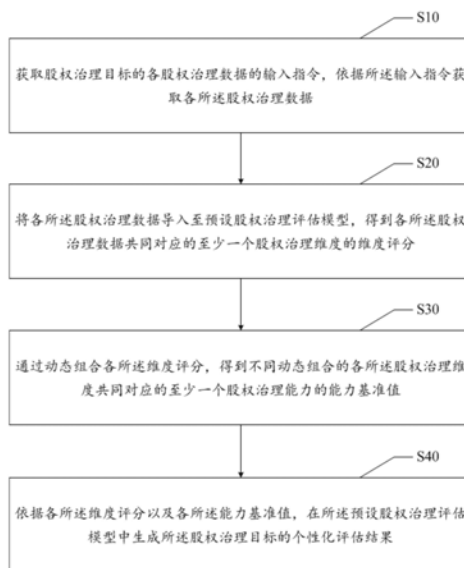 S10
获取股权治理目标的各股权治理数据的输入指令，依据所述输入指令获
取各所述股权治理数据
S20
将各所述股权治理数据导入至预设股权治理评估模型，得到各所述股权
治理数据共同对应的至少一个股权治理维度的维度评分
S30
通过动态组合各所述维度评分，得到不同动态组合的各所述股权治理维
度共同对应的至少一个股权治理能力的能力基准值
S40
依据各所述维度评分以及各所述能力基准值，在所述预设股权治理评估
模型中生成所述股权治理目标的个性化评估结果